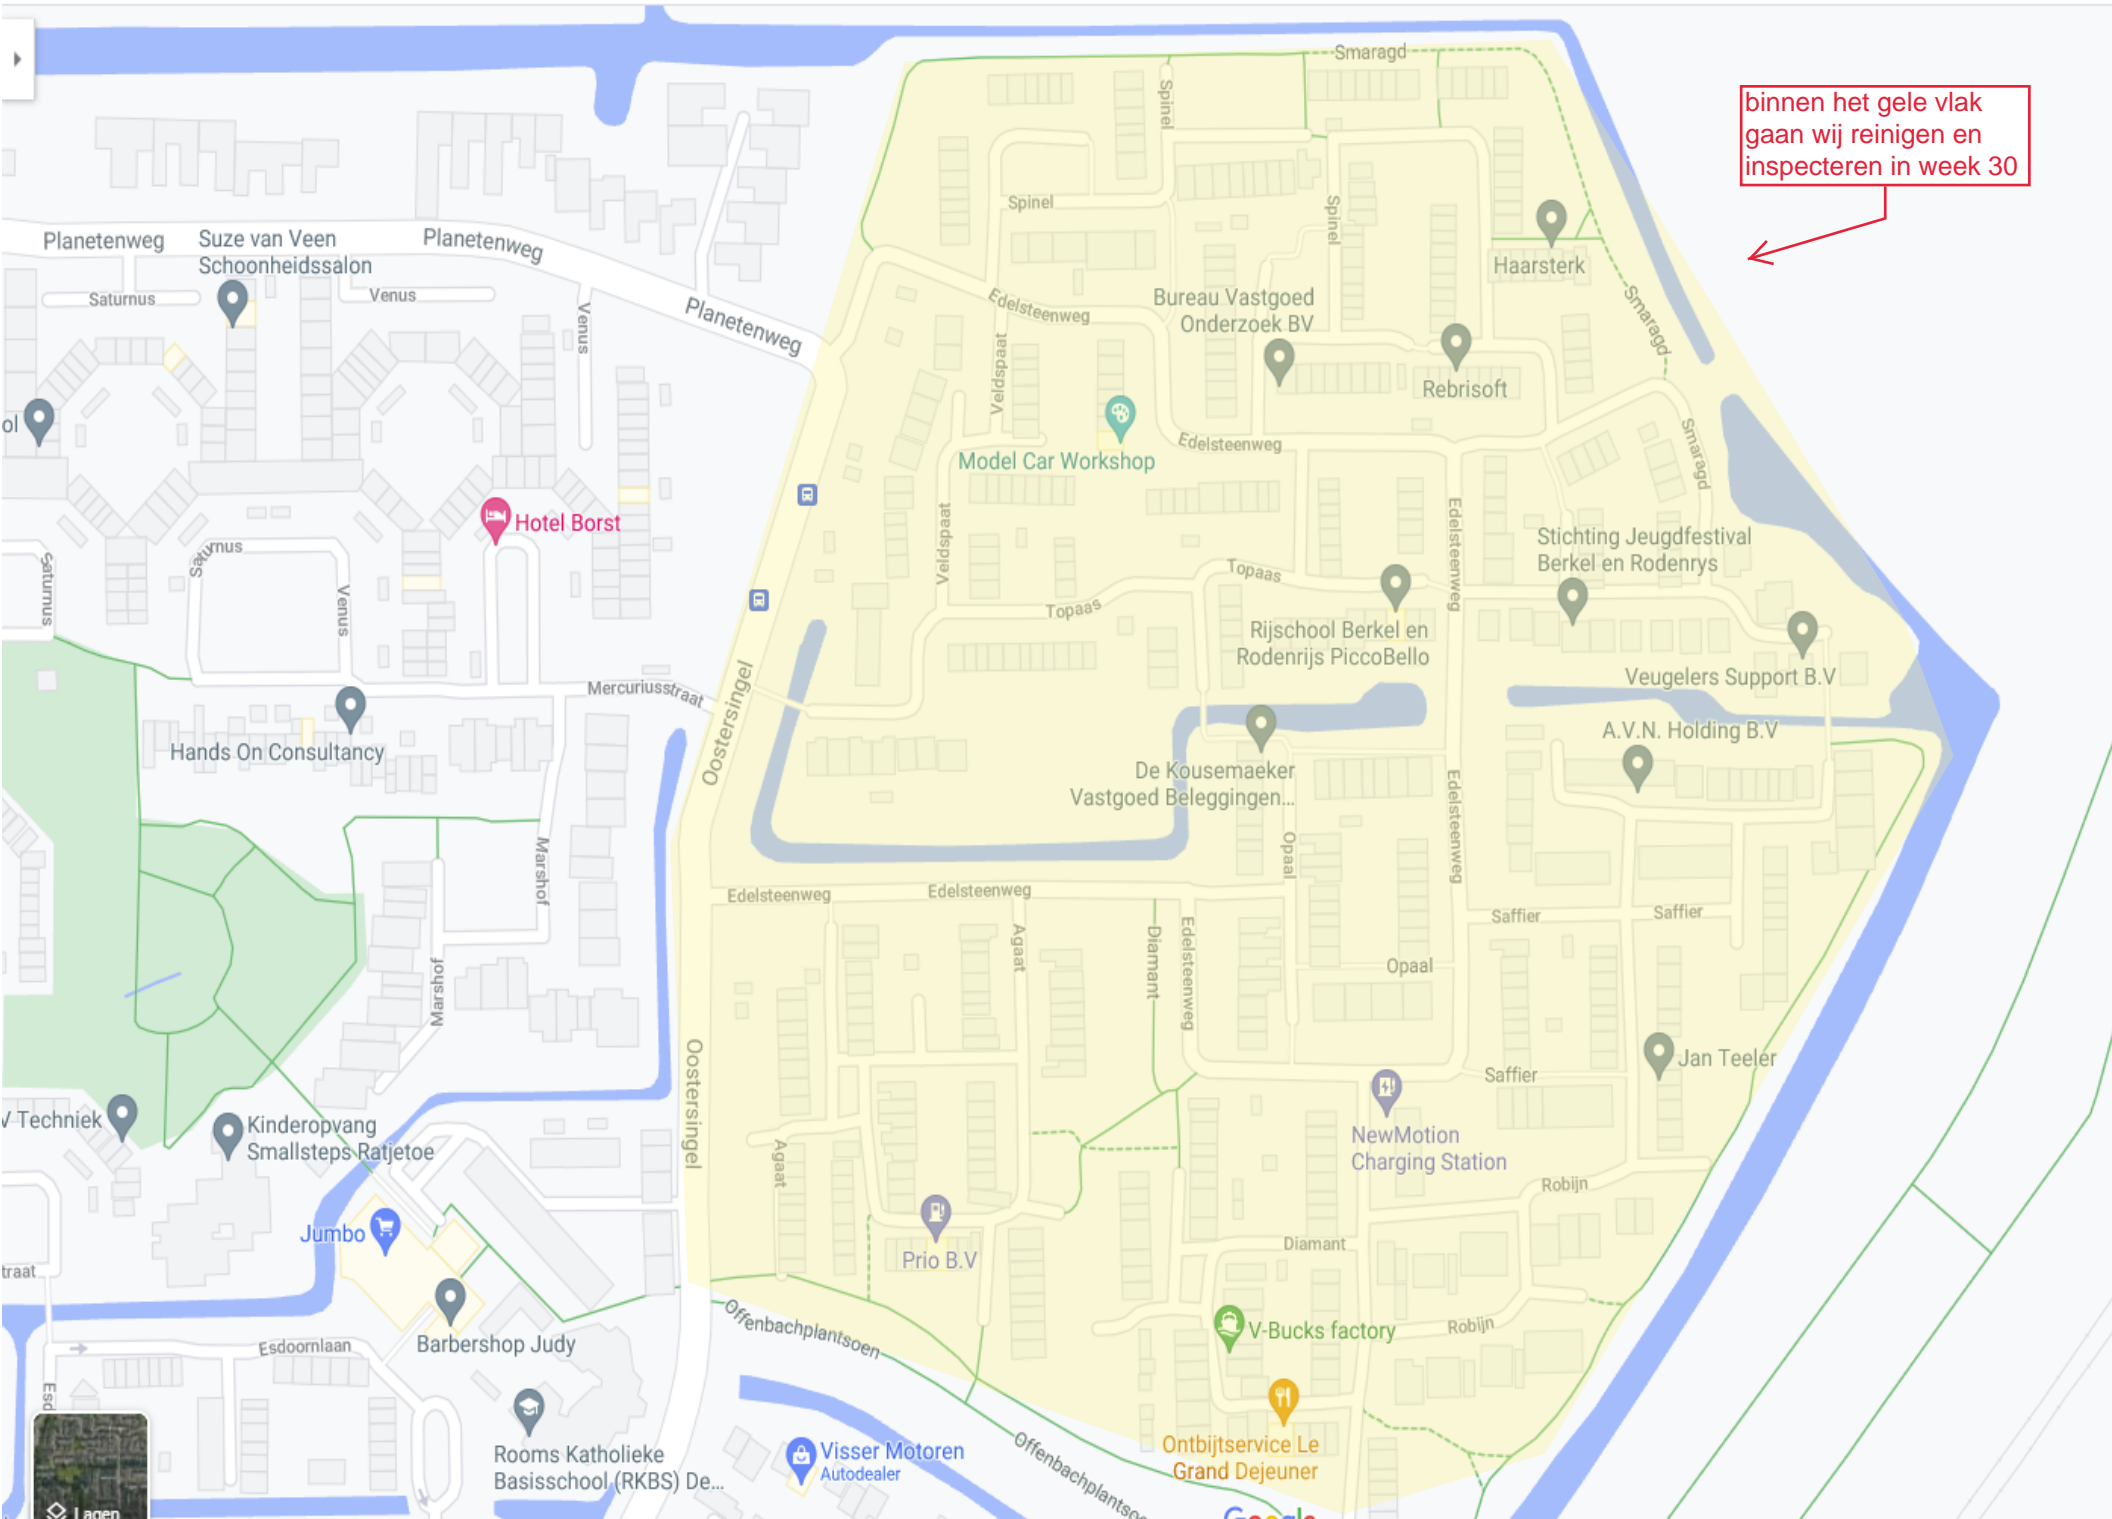 Smaragd
Spinel
binnen het gele vlak
gaan wij reinigen en
inspecteren in week 30
Spinel
Spinel
Planetenweg
Suze van Veen
Schoonheidssalon
Planetenweg
Haarsterk
Saturnus
Venus
Venus
Planetenweg
Edelsteenweg
Bureau Vastgoed
Onderzoek BV
Smaragd
Veldspaat
Rebrisoft
ol
Model Car Workshop
Edelsteenweg
Smaragd
Hotel Borst
Veldspaat
Edelsteenweg
Stichting Jeugdfestival
Berkel en Rodenrys
Saturnus
Saturnus
Venus
Topaas
Topaas
Rijschool Berkel en
Rodenrijs PiccoBello
Veugelers Support B.V
Mercuriusstraat
Oostersingel
Hands On Consultancy
A.V.N. Holding B.V
De Kousemaeker
Vastgoed Beleggingen...
Edelsteenweg
Opaal
Marshof
Edelsteenweg
Edelsteenweg
Saffier
Saffier
Agaat
Diamant
Edelsteenweg
Opaal
Marshof
Oostersingel
Jan Teeler
Saffier
V Techniek
Kinderopvang
Smallsteps Ratjetoe
NewMotion
Charging Station
Agaat
Robijn
Jumbo
Prio B.V
Diamant
traat
Offenbachplantsoen
V-Bucks factory
Robijn
Esdoornlaan
Barbershop Judy
Esd
Rooms Katholieke
Basisschool (RKBS) De...
Visser Motoren
Autodealer
Offenbachplantsoe
Ontbijtservice Le
Grand Dejeuner
Lagen
Google